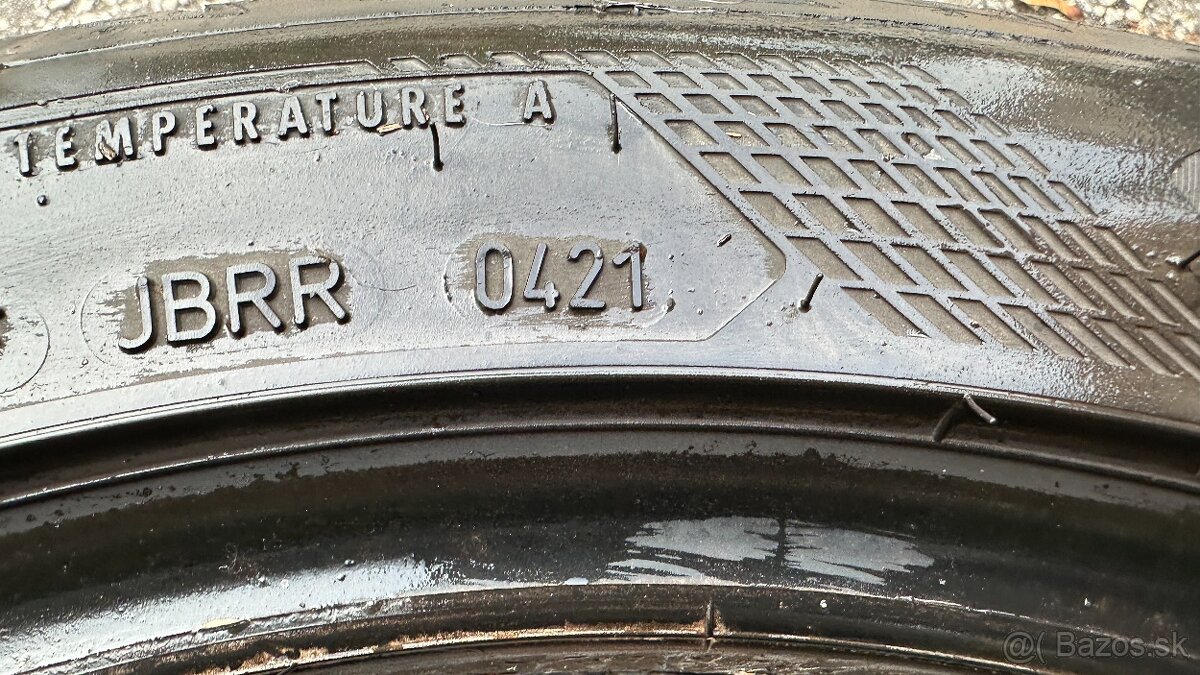 TEMPERATURE A
JBRR 0421
@( Bazos.sk